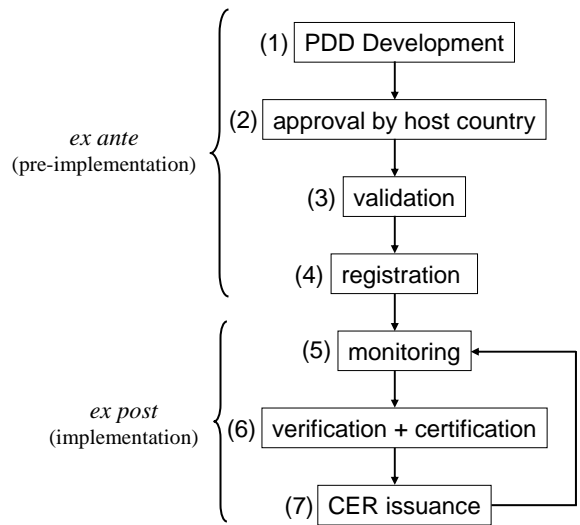 (1) PDD Development
(2) approval by host country
ex ante
(pre-implementation)
(3) validation
(4) registration
(5) monitoring
ex post
(implementation)
(6) verification + certification
(7) CER issuance